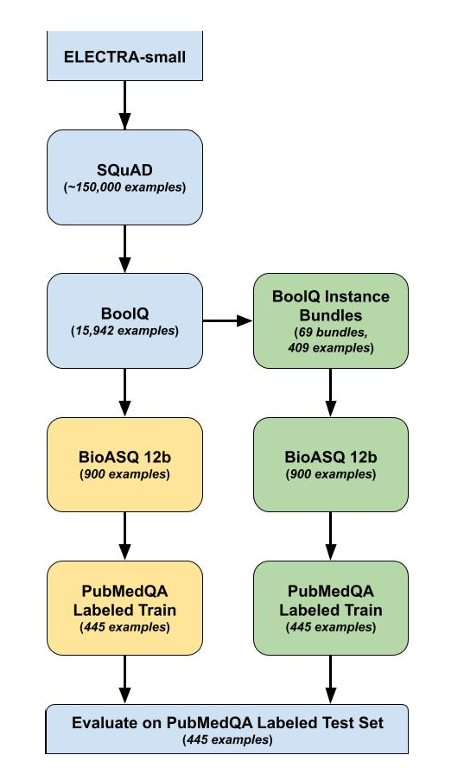 ELECTRA-small
SQuAD
(~150,000 examples)
BoolQ
(15,942 examples)
BoolQ Instance
Bundles
(69 bundles,
409 examples)
BioASQ 12b
(900 examples)
BioASQ 12b
(900 examples)
PubMedQA
Labeled Train
(445 examples)
PubMedQA
Labeled Train
(445 examples)
Evaluate on PubMedQA Labeled Test Set
(445 examples)